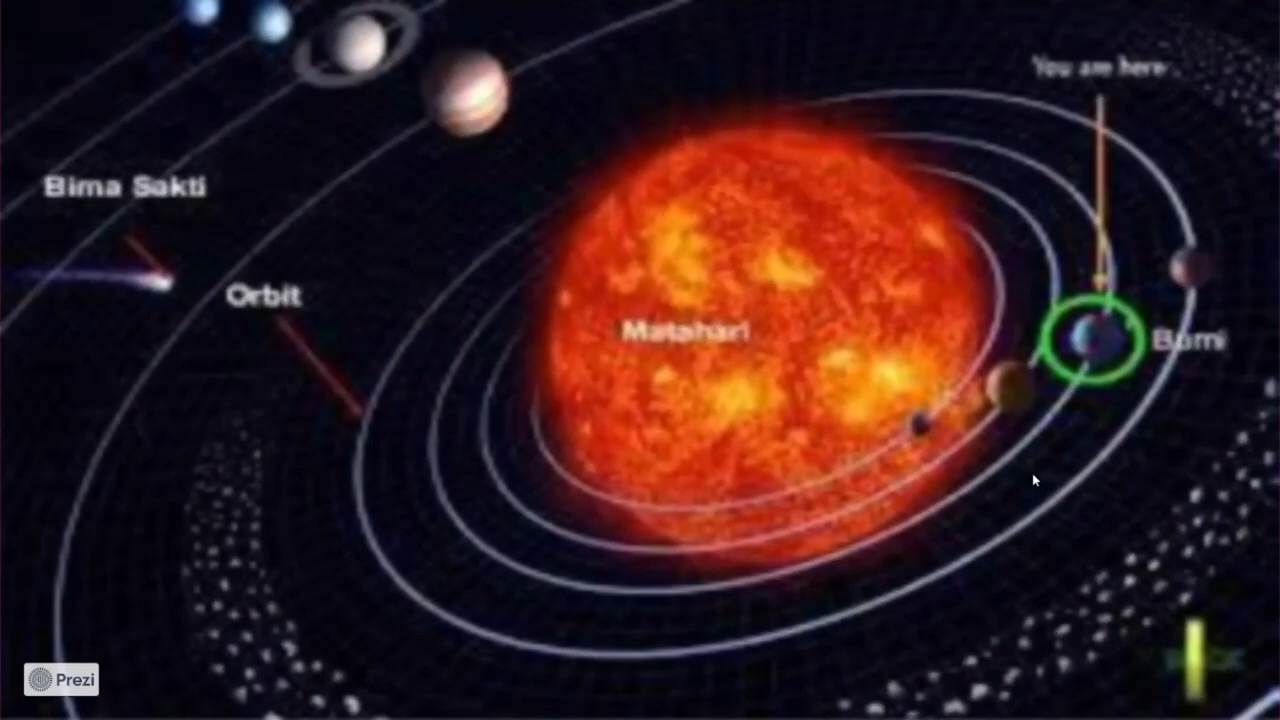 You are here
Bima Sakti
Orbit
Matahari
Bumi
Prezi